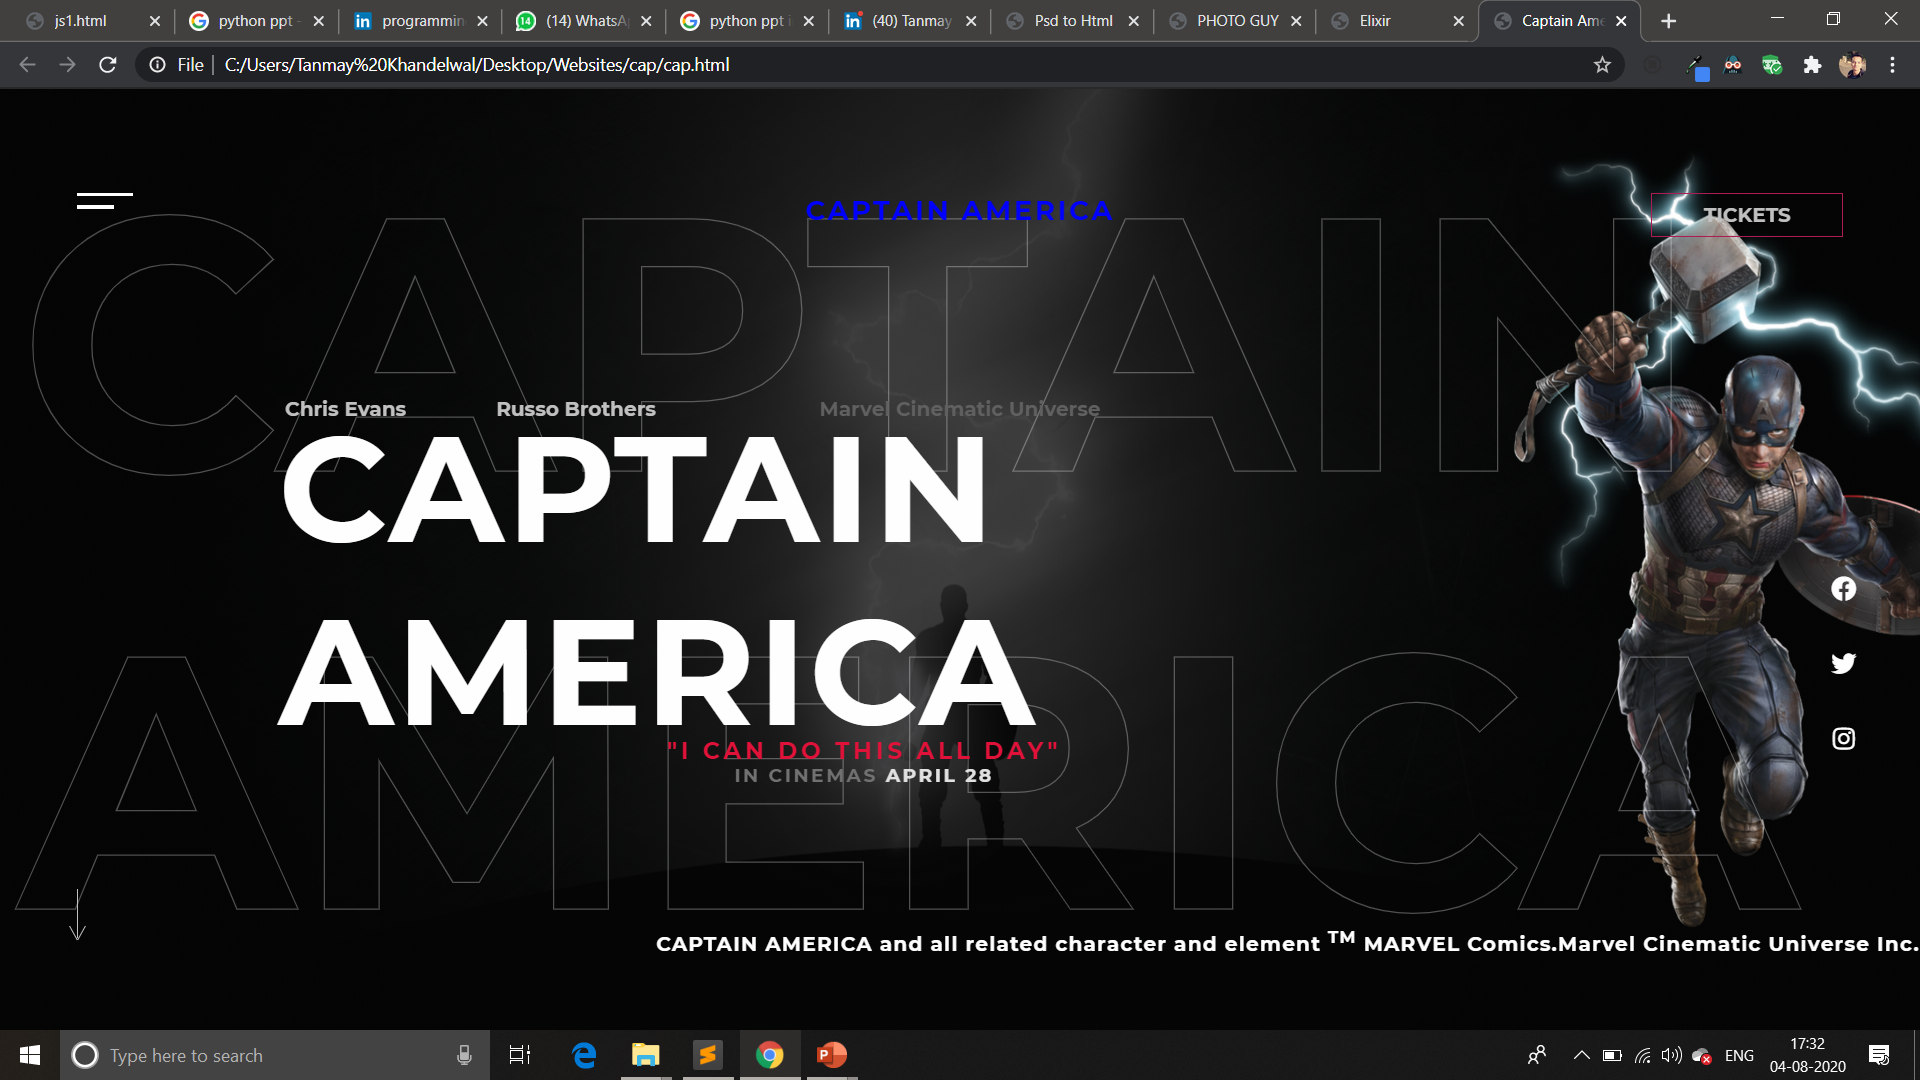 js1.html
python ppt -
programmin
(14) WhatsA
python ppt i
(40) Tanmay
Psd to Html
PHOTO GUY
Elixir
Captain Ame
File
C:/Users/Tanmay%20Khandelwal/Desktop/Websites/cap/cap.html
CAPTAIN AMERICA
TICKETS
CAPTAIN
Chris Evans
Russo Brothers
Marvel Cinematic Universe
CAPTAIN
AMERICA
AMERICA
"I CAN DO THIS ALL DAY"
IN CINEMAS APRIL 28
CAPTAIN AMERICA and all related character and element TM MARVEL Comics.Marvel Cinematic Universe Inc.
Type here to search
ENG
17:32
04-08-2020